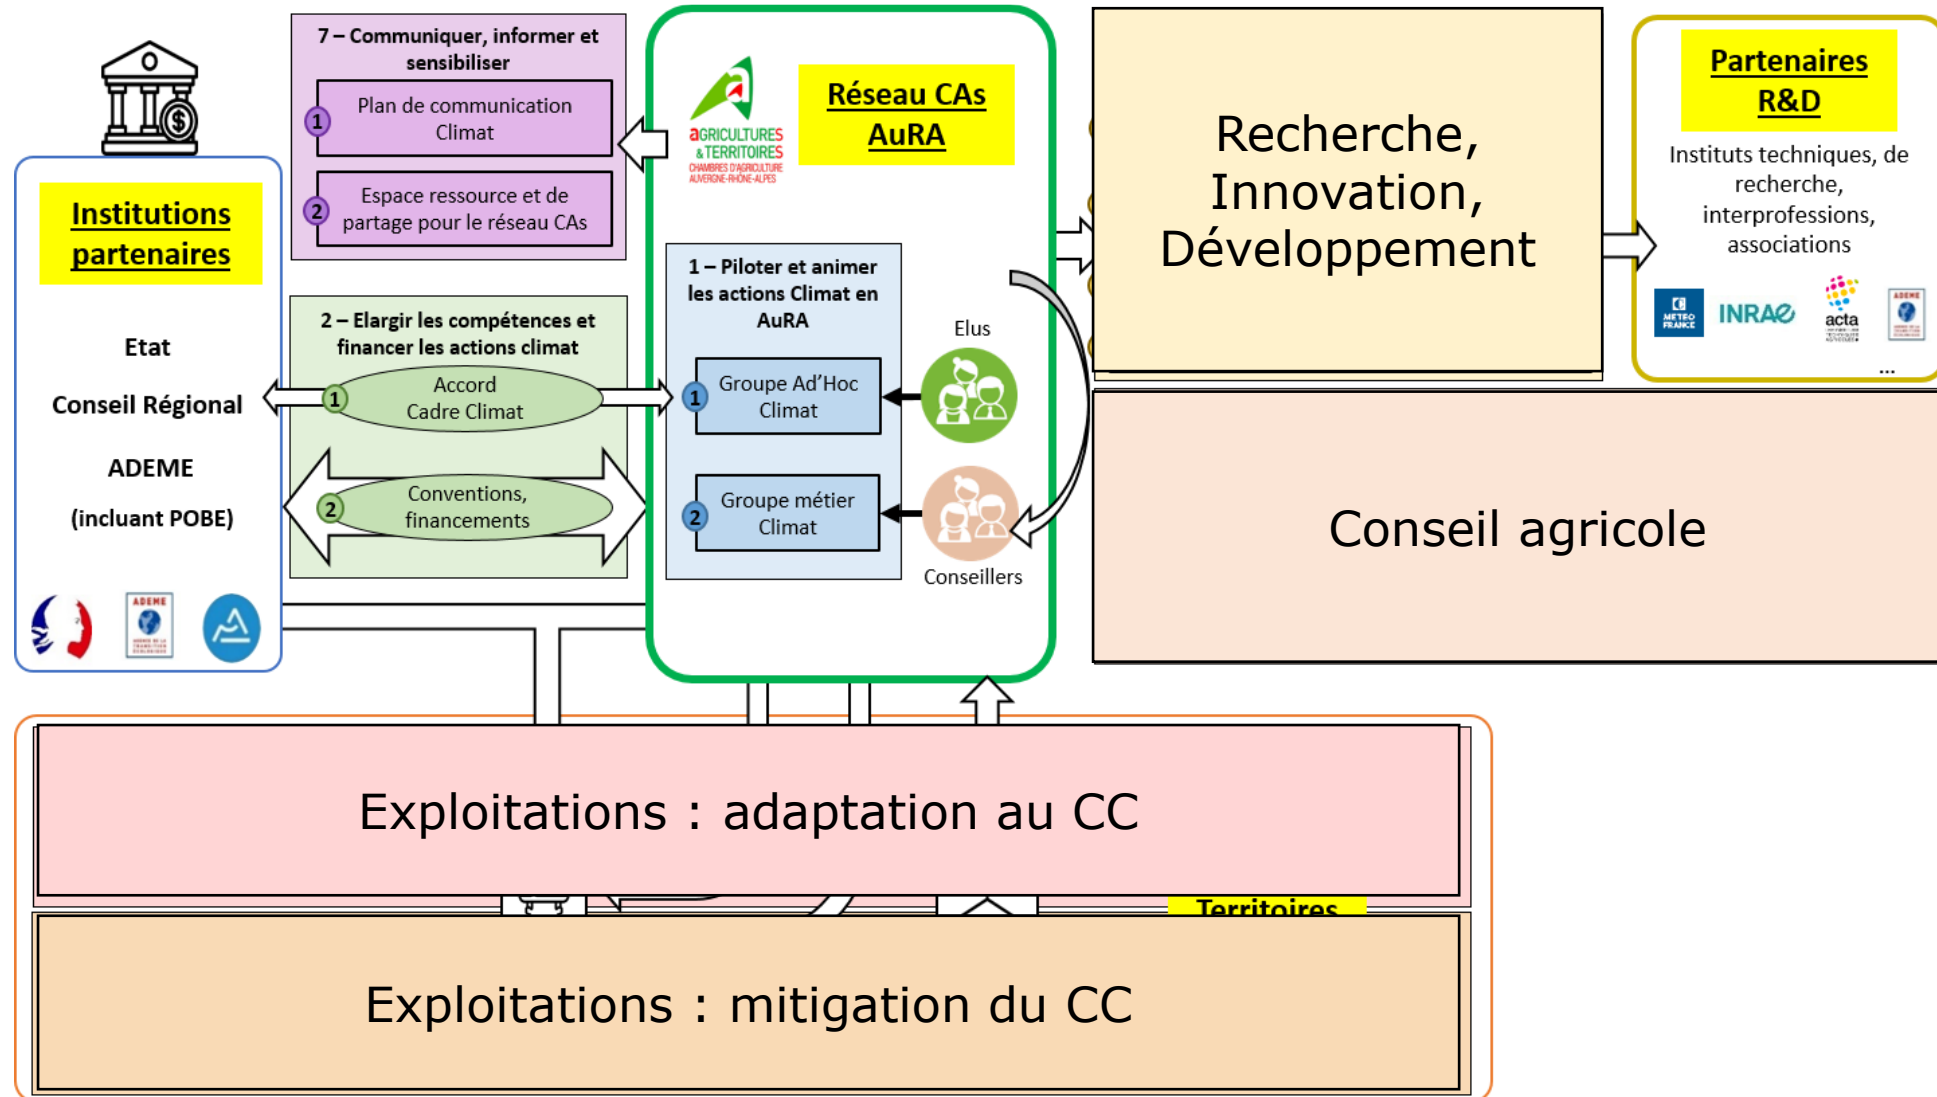 Institutions
partenaires
Etat
Conseil Régional
ADEME
(incluant POBE)
ADEME
7 – Communiquer, informer et
sensibiliser
1
Plan de communication
Climat
2
Espace ressource et de
partage pour le réseau CAs
2 – Elargir les compétences et
financer les actions climat
1
Accord
Cadre Climat
2
Conventions,
financements
aGRICULTURES
& TERRITOIRES
CHAMBRES D'AGRICULTURE
AUVERGNE-RHÔNE-ALPES
Réseau CAs
AuRA
1 – Piloter et animer
les actions Climat en
AuRA
1
Groupe Ad'Hoc
Climat
2
Groupe métier
Climat
Elus
Conseillers
Recherche,
Innovation,
Développement
Partenaires
R&D
Instituts techniques, de
recherche,
interprofessions,
associations
METEO
FRANCE
INRAE
acta
ADEME
...
Conseil agricole
Exploitations : adaptation au CC
Territoires
Exploitations : mitigation du CC